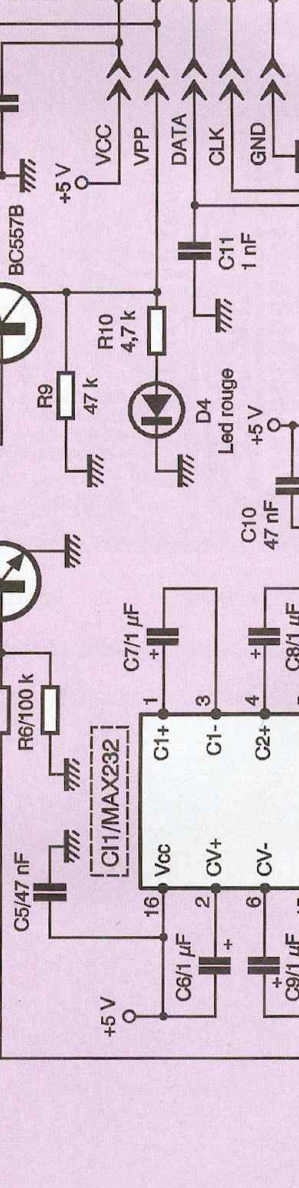 VCC
VPP
DATA
CLK
GND
+5 V
BC557B
C11
1 nF
R10
4,7 k
R9
47 k
D4
Led rouge
+5 V
C10
47 nF
C7/1 µF
+
C8/1 µF
+
R6/100 k
1
3
4
C1+
C1-
C2+
CI1/MAX232
Vcc
CV+
CV-
16
2
6
C5/47 nF
C6/1 µF
+
C9/1 µF
+
+5 V